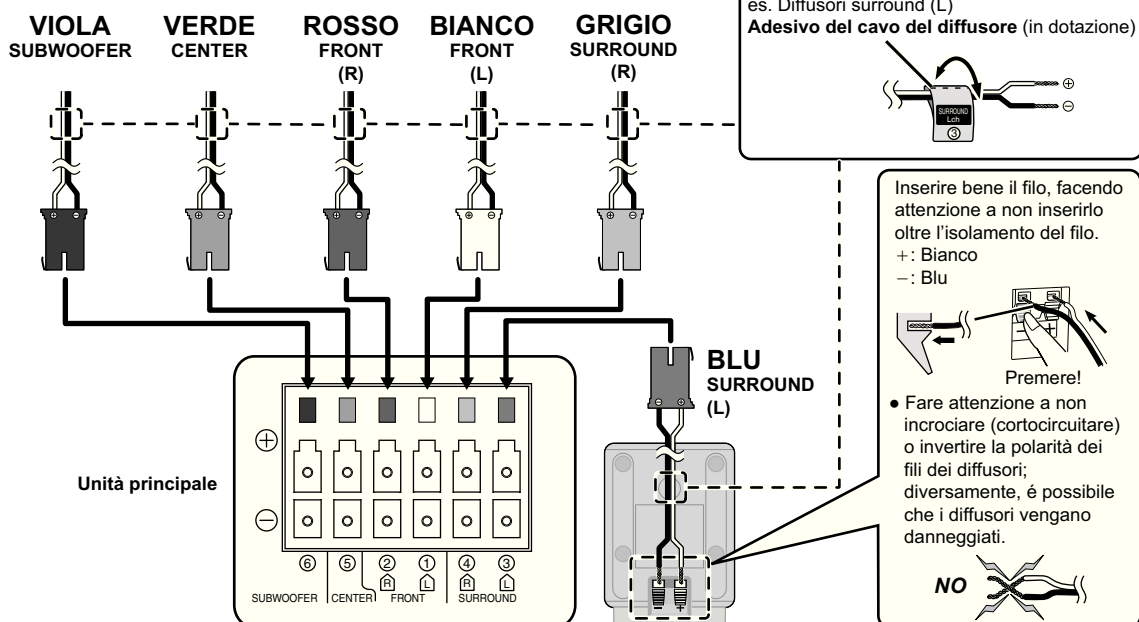 es. Diffusori surround (L)
Adesivo del cavo del diffusore (in dotazione)
SURROUND
Lch
③
⊕
⊖
VIOLA
SUBWOOFER
VERDE
CENTER
ROSSO
FRONT
(R)
BIANCO
FRONT
(L)
GRIGIO
SURROUND
(R)
BLU
SURROUND
(L)
Unità principale
⊕
⊖
⑥ ⑤ ② ① ④ ③
R L R L
SUBWOOFER CENTER FRONT SURROUND
- +
Inserire bene il filo, facendo
attenzione a non inserirlo
oltre l'isolamento del filo.
+: Bianco
−: Blu
Premere!
● Fare attenzione a non
incrociare (cortocircuitare)
o invertire la polarità dei
fili dei diffusori;
diversamente, é possibile
che i diffusori vengano
danneggiati.
NO